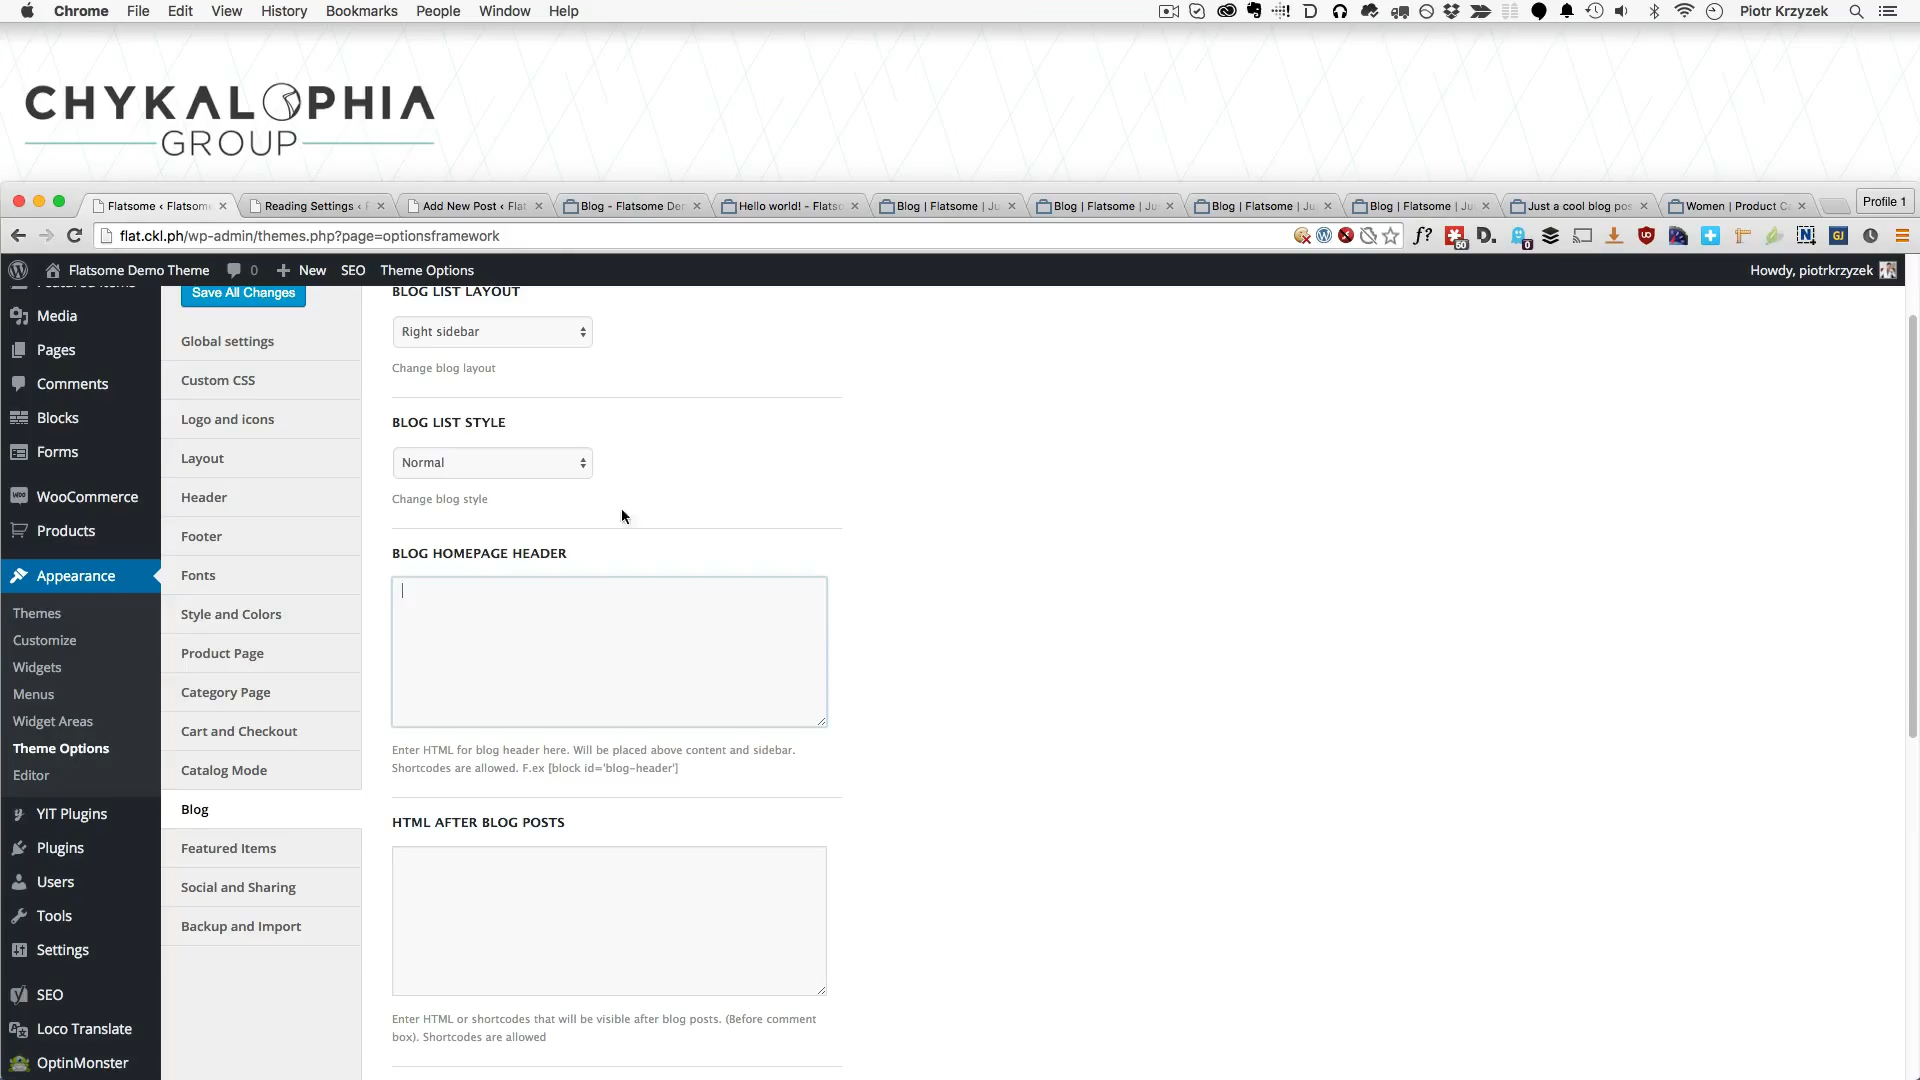 Chrome File Edit View History Bookmarks People Window Help
Piotr Krzyzek
CHYKALOPHIA
GROUP
Flatsome ‹ Flatsom
Reading Settings ‹
Add New Post ‹ Flat
Blog - Flatsome De
Hello world! - Flats
Blog | Flatsome | Ju
Blog | Flatsome | Ju
Blog | Flatsome | Ju
Blog | Flatsome | Ju
Just a cool blog pos
Women | Product C
Profile 1
flat.ckl.ph/wp-admin/themes.php?page=optionsframework
f?
50
D.
0
GJ
Flatsome Demo Theme 0 New SEO Theme Options
Howdy, piotrkrzyzek
Featured Items
Media
Pages
Comments
Blocks
Forms
WooCommerce
Products
Appearance
Themes
Customize
Widgets
Menus
Widget Areas
Theme Options
Editor
YIT Plugins
Plugins
Users
Tools
Settings
SEO
Loco Translate
OptinMonster
Save All Changes
Global settings
Custom CSS
Logo and icons
Layout
Header
Footer
Fonts
Style and Colors
Product Page
Category Page
Cart and Checkout
Catalog Mode
Blog
Featured Items
Social and Sharing
Backup and Import
BLOG LIST LAYOUT
Right sidebar
Change blog layout
BLOG LIST STYLE
Normal
Change blog style
BLOG HOMEPAGE HEADER
Enter HTML for blog header here. Will be placed above content and sidebar.
Shortcodes are allowed. F.ex [block id='blog-header']
HTML AFTER BLOG POSTS
Enter HTML or shortcodes that will be visible after blog posts. (Before comment
box). Shortcodes are allowed